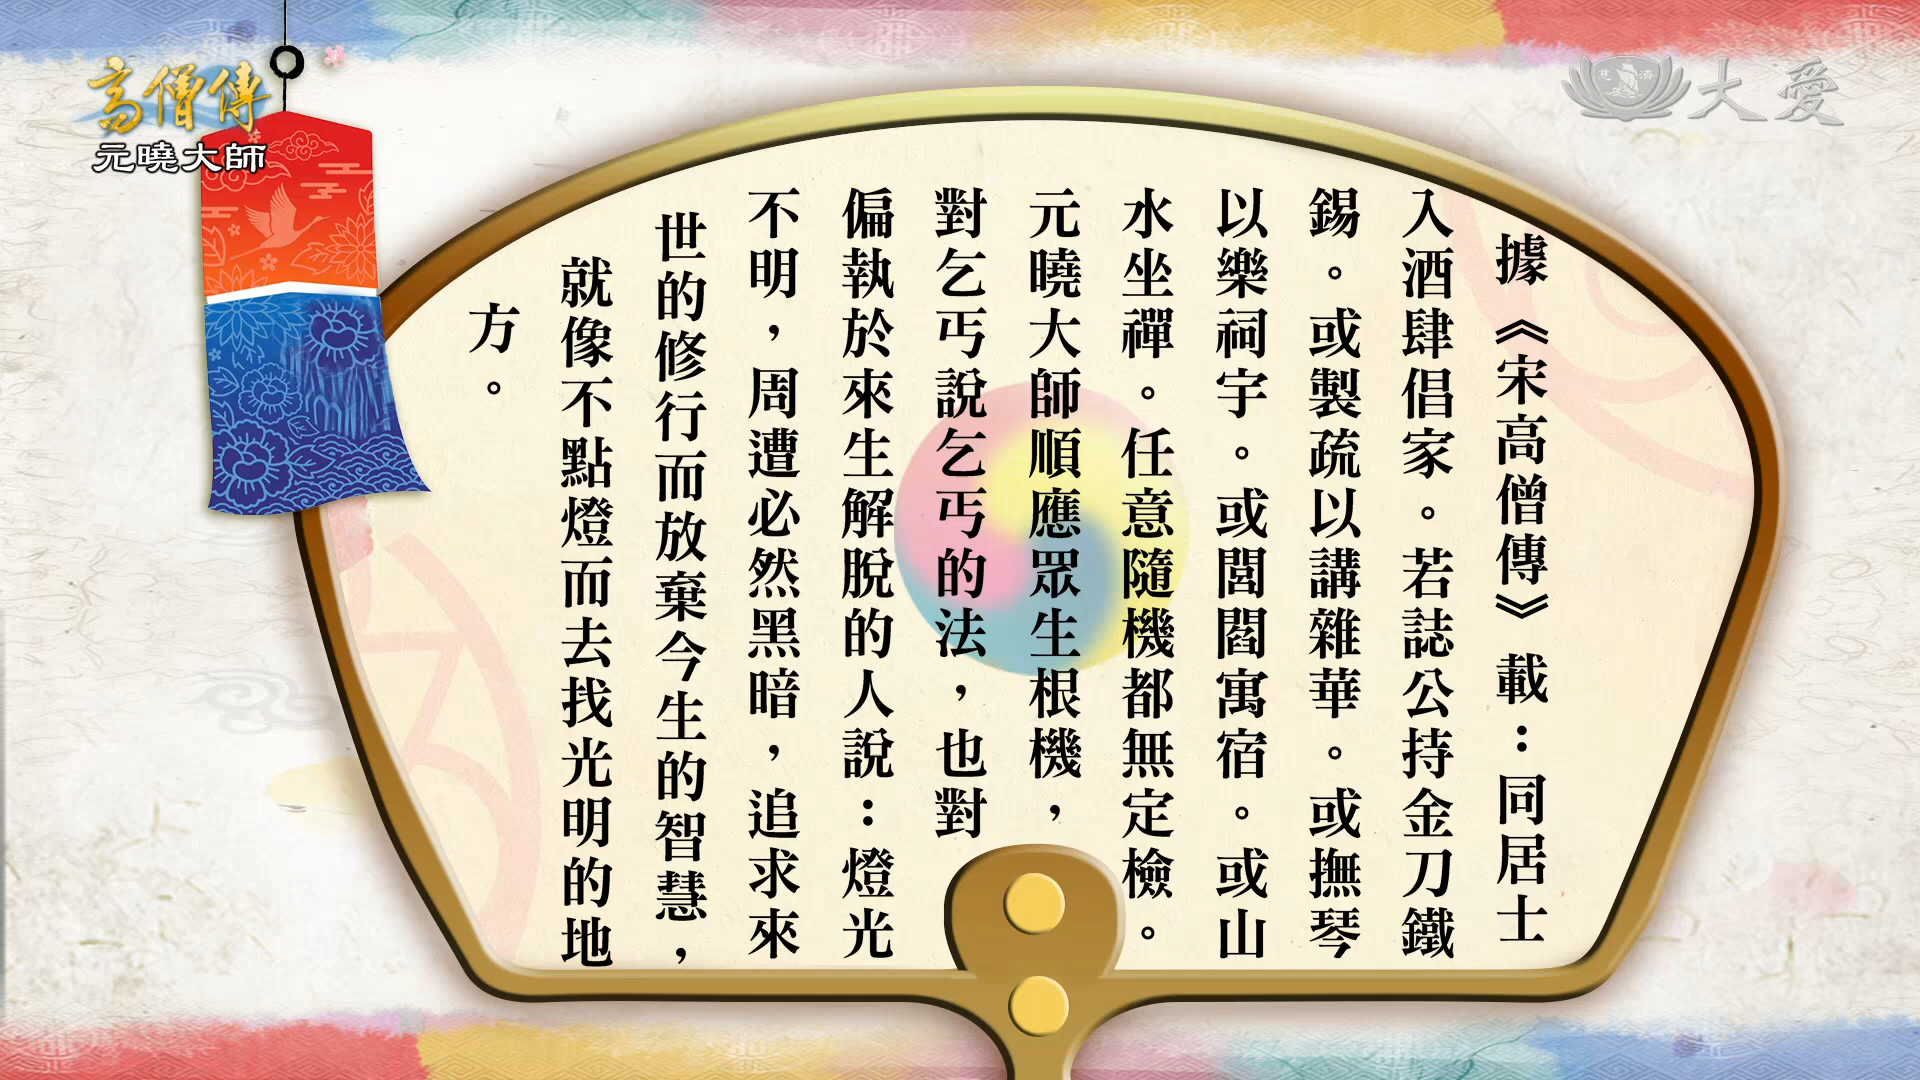 高僧傳
元曉大師
慈濟
大愛
據《宋高僧傳》載：同居士
入酒肆倡家。若誌公持金刀鐵
錫。或製疏以講雜華。或撫琴
以樂祠宇。或閭閻寓宿。或山
水坐禪。任意隨機都無定檢。
元曉大師順應眾生根機，
對乞丐說乞丐的法，也對
偏執於來生解脫的人說：燈光
不明，周遭必然黑暗，追求來
世的修行而放棄今生的智慧，
就像不點燈而去找光明的地
方。